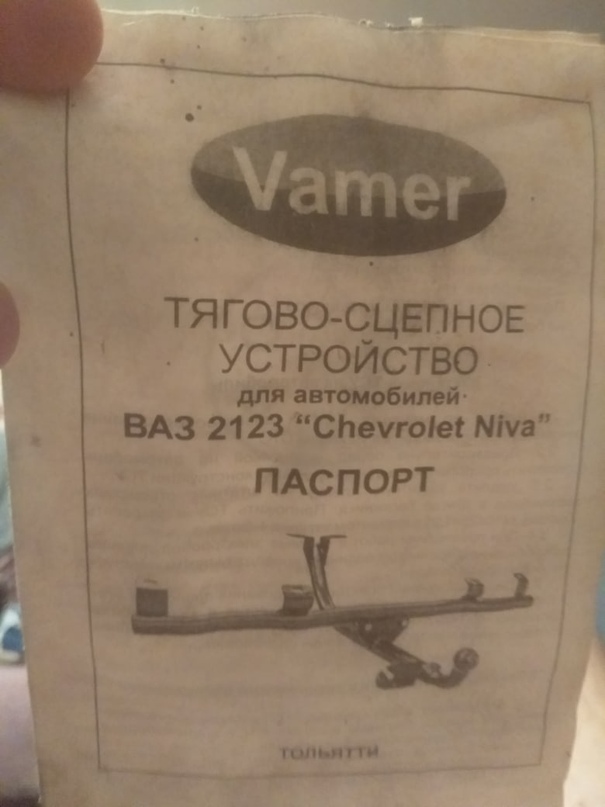 Vamer
ТЯГОВО-СЦЕПНОЕ
УСТРОЙСТВО
для автомобилей
ВАЗ 2123 “Chevrolet Niva”
ПАСПОРТ
ТОЛЬЯТТИ